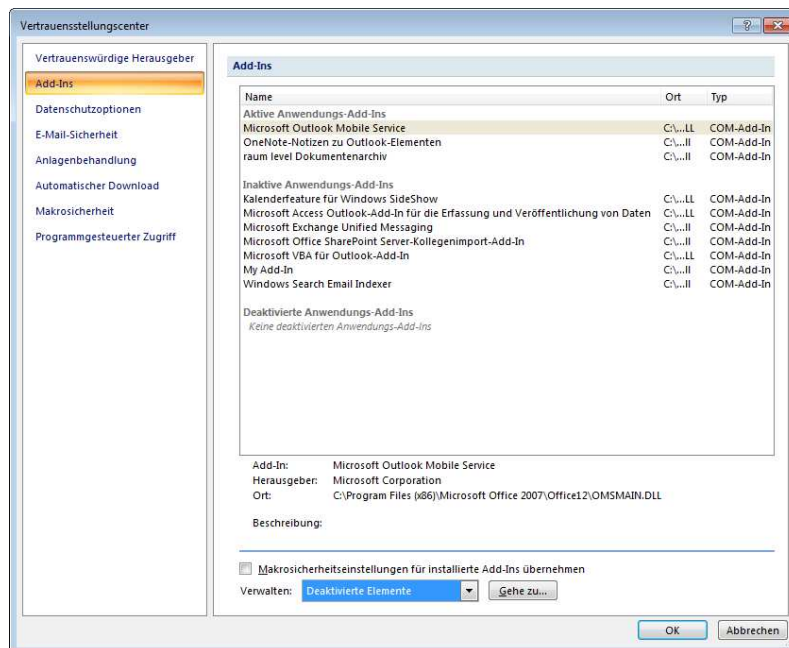 Vertrauensstellungscenter
Vertrauenswürdige Herausgeber
Add-Ins
Datenschutzoptionen
E-Mail-Sicherheit
Anlagenbehandlung
Automatischer Download
Makrosicherheit
Programmgesteuerter Zugriff
Add-Ins
Name Ort Typ
Aktive Anwendungs-Add-Ins
Microsoft Outlook Mobile Service C:\...LL COM-Add-In
OneNote-Notizen zu Outlook-Elementen C:\...ll COM-Add-In
raum level Dokumentenarchiv C:\...ll COM-Add-In
Inaktive Anwendungs-Add-Ins
Kalenderfeature für Windows SideShow C:\...LL COM-Add-In
Microsoft Access Outlook-Add-In für die Erfassung und Veröffentlichung von Daten C:\...LL COM-Add-In
Microsoft Exchange Unified Messaging C:\...ll COM-Add-In
Microsoft Office SharePoint Server-Kollegenimport-Add-In C:\...ll COM-Add-In
Microsoft VBA für Outlook-Add-In C:\...LL COM-Add-In
My Add-In C:\...ll COM-Add-In
Windows Search Email Indexer C:\...ll COM-Add-In
Deaktivierte Anwendungs-Add-Ins
Keine deaktivierten Anwendungs-Add-Ins
Add-In: Microsoft Outlook Mobile Service
Herausgeber: Microsoft Corporation
Ort: C:\Program Files (x86)\Microsoft Office 2007\Office12\OMSMAIN.DLL
Beschreibung:
Makrosicherheitseinstellungen für installierte Add-Ins übernehmen
Verwalten: Deaktivierte Elemente Gehe zu...
OK Abbrechen